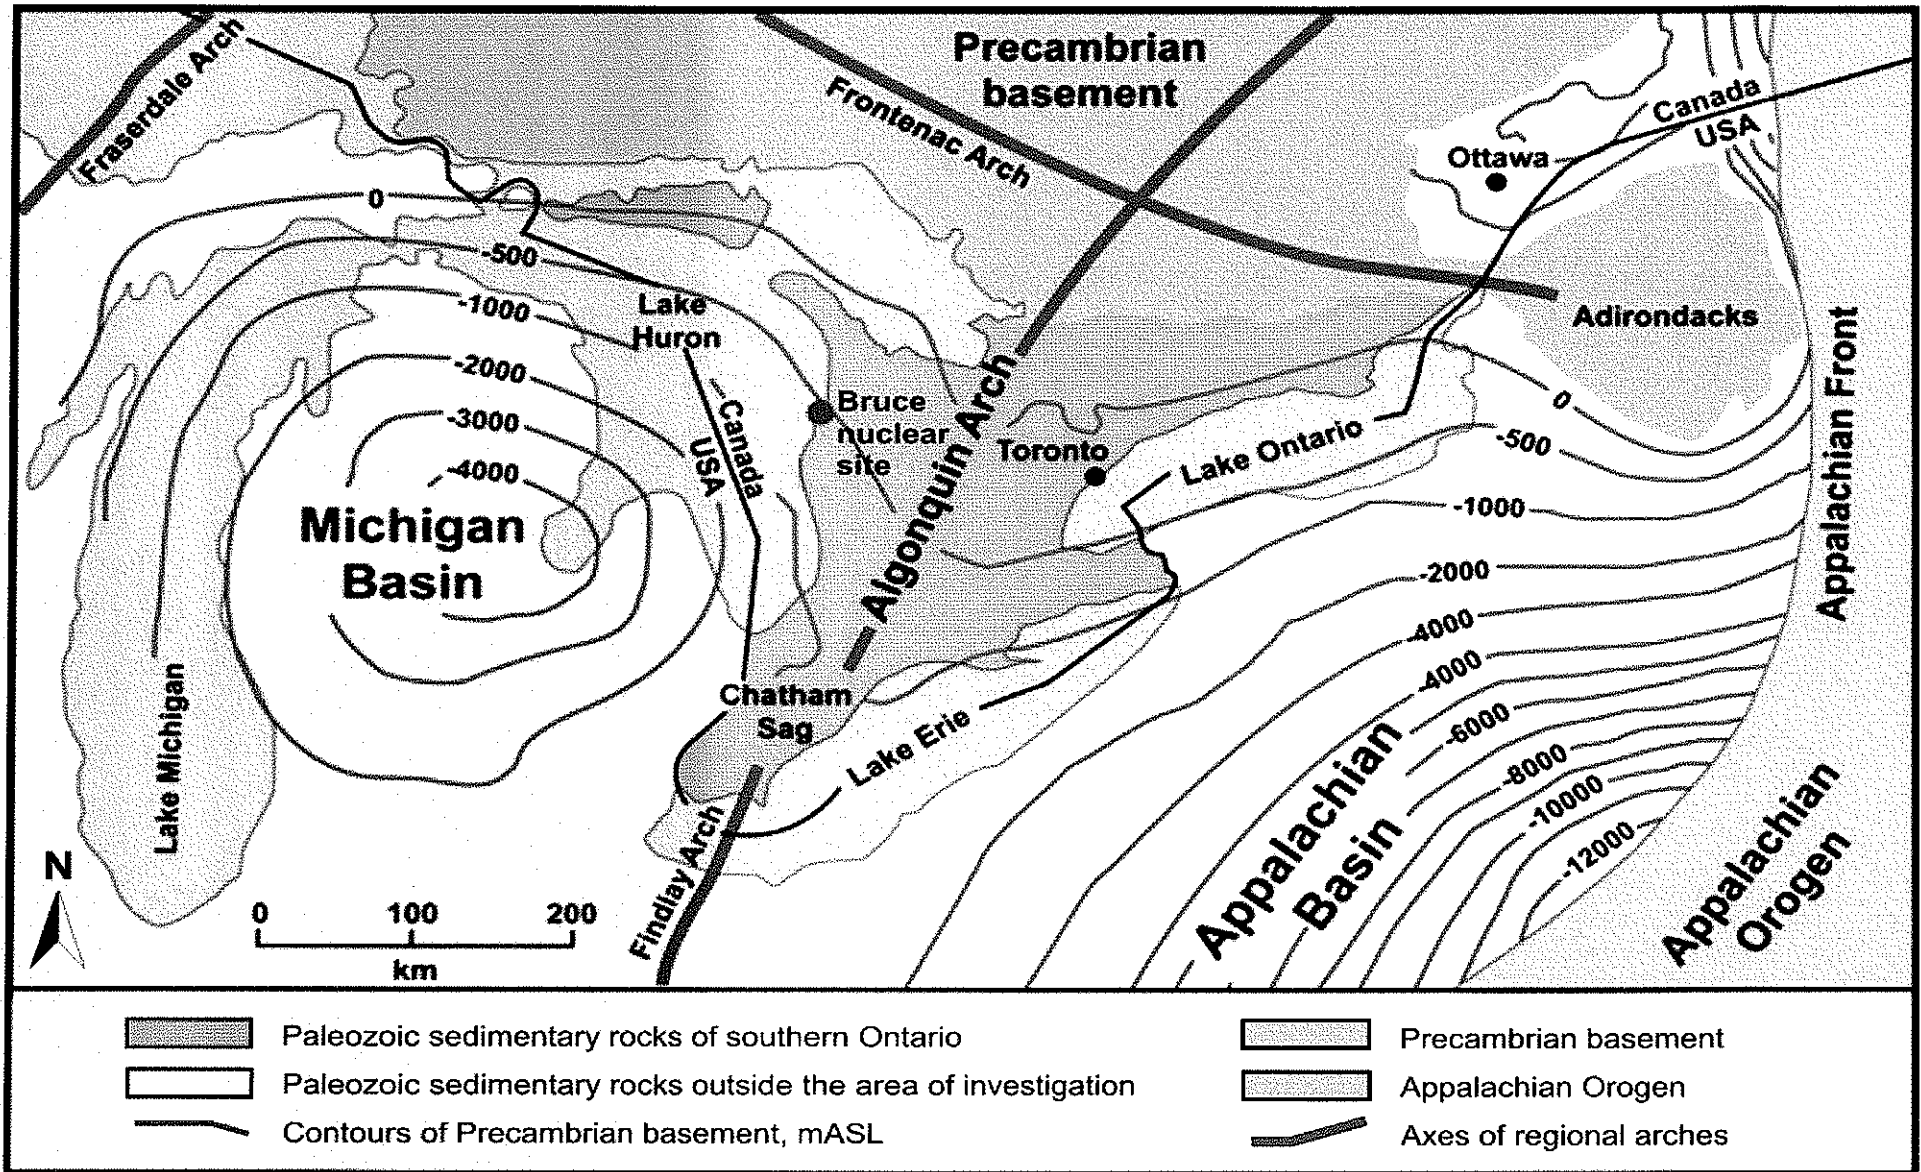 Fraserdale Arch
Precambrian
basement
Frontenac Arch
Canada
USA
Ottawa
0
-500
-1000
-2000
-3000
-4000
Lake
Huron
Adirondacks
Appalachian Front
Canada
USA
Bruce
nuclear
site
Algonquin Arch
Toronto
Lake Ontario
0
-500
-1000
-2000
-4000
-4000
-6000
-8000
-10000
-12000
Michigan
Basin
Lake Michigan
Chatham
Sag
Lake Erie
Findlay Arch
Appalachian
Basin
Appalachian
Orogen
N
0 100 200
km
Paleozoic sedimentary rocks of southern Ontario
Paleozoic sedimentary rocks outside the area of investigation
Contours of Precambrian basement, mASL
Precambrian basement
Appalachian Orogen
Axes of regional arches